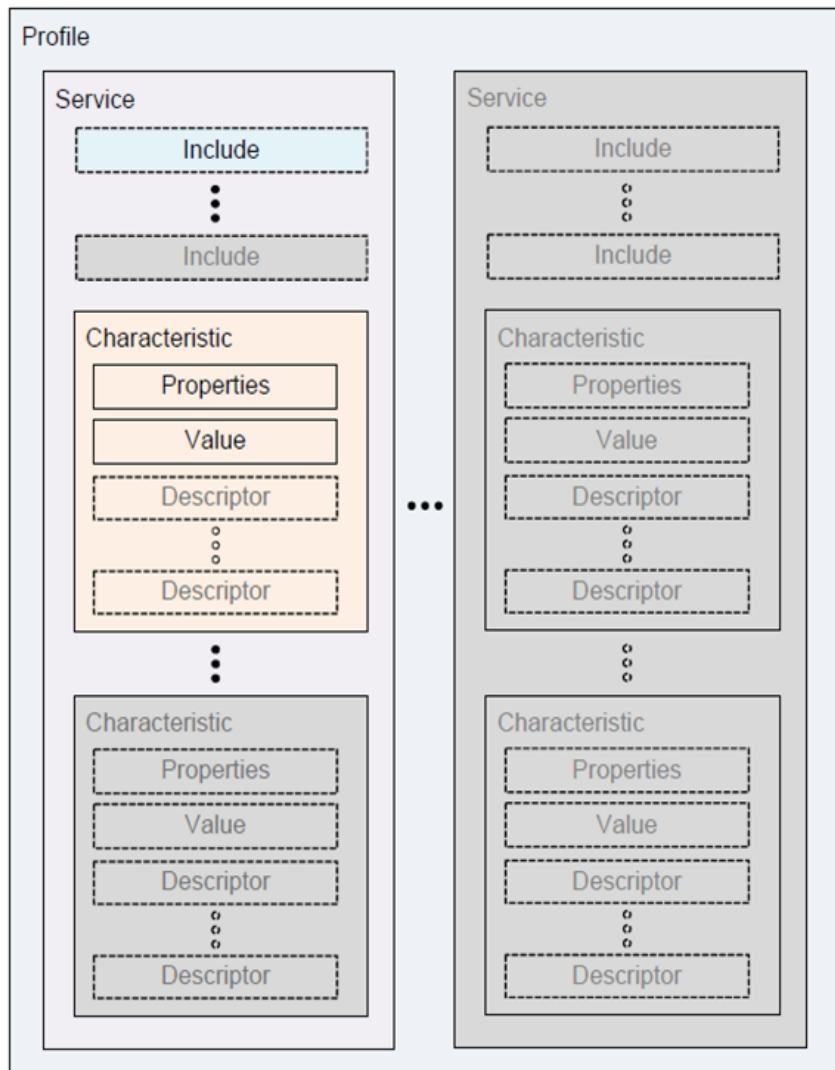 Profile
Service
Include
Include
Characteristic
Properties
Value
Descriptor
Descriptor
Characteristic
Properties
Value
Descriptor
Descriptor
Service
Include
Include
Characteristic
Properties
Value
Descriptor
Descriptor
Characteristic
Properties
Value
Descriptor
Descriptor